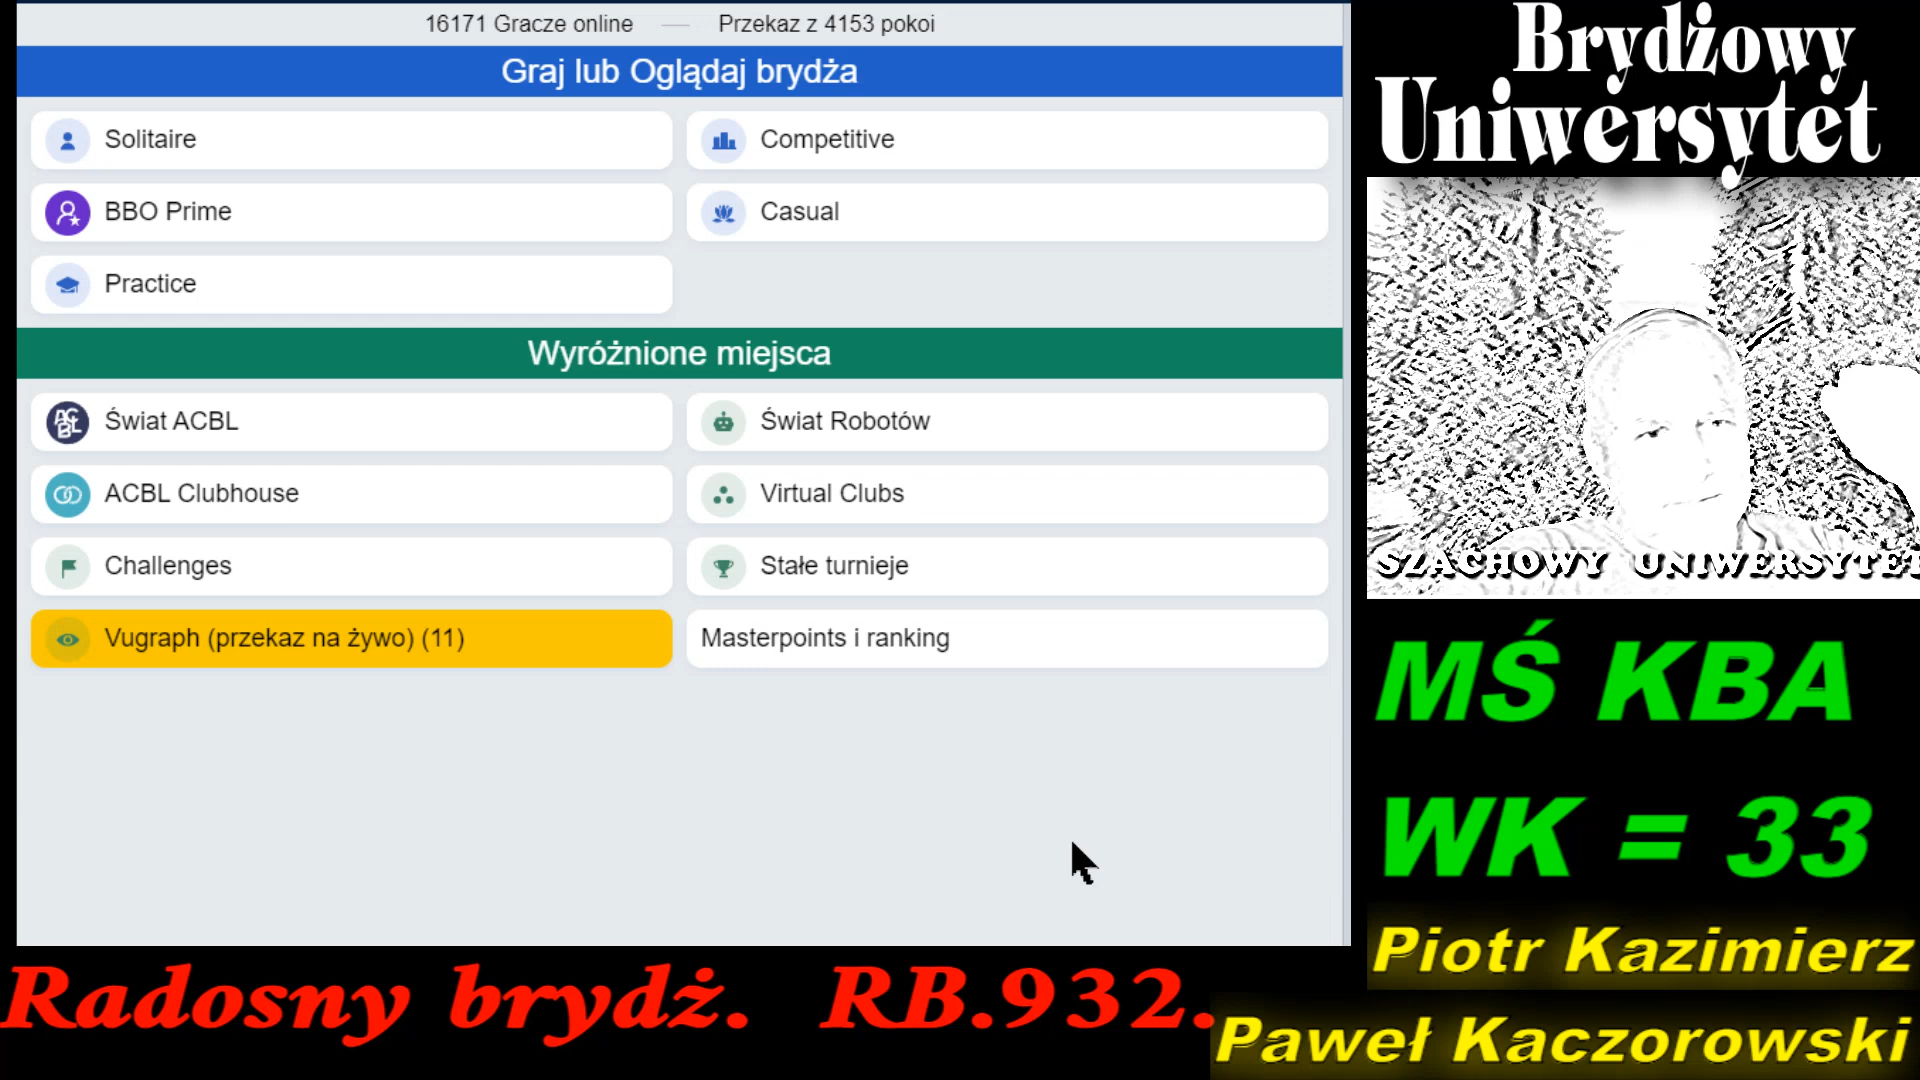 16171 Gracze online — Przekaz z 4153 pokoi
Graj lub Oglądaj brydża
Solitaire
Competitive
BBO Prime
Casual
Practice
Wyróżnione miejsca
ACBL
Świat ACBL
Świat Robotów
ACBL Clubhouse
Virtual Clubs
Challenges
Stałe turnieje
Vugraph (przekaz na żywo) (11)
Masterpoints i ranking
Brydżowy
Uniwersytet
SZACHOWY UNIWERSYTET
MŚ KBA
WK = 33
Piotr Kazimierz
Paweł Kaczorowski
Radosny brydż. RB.932.